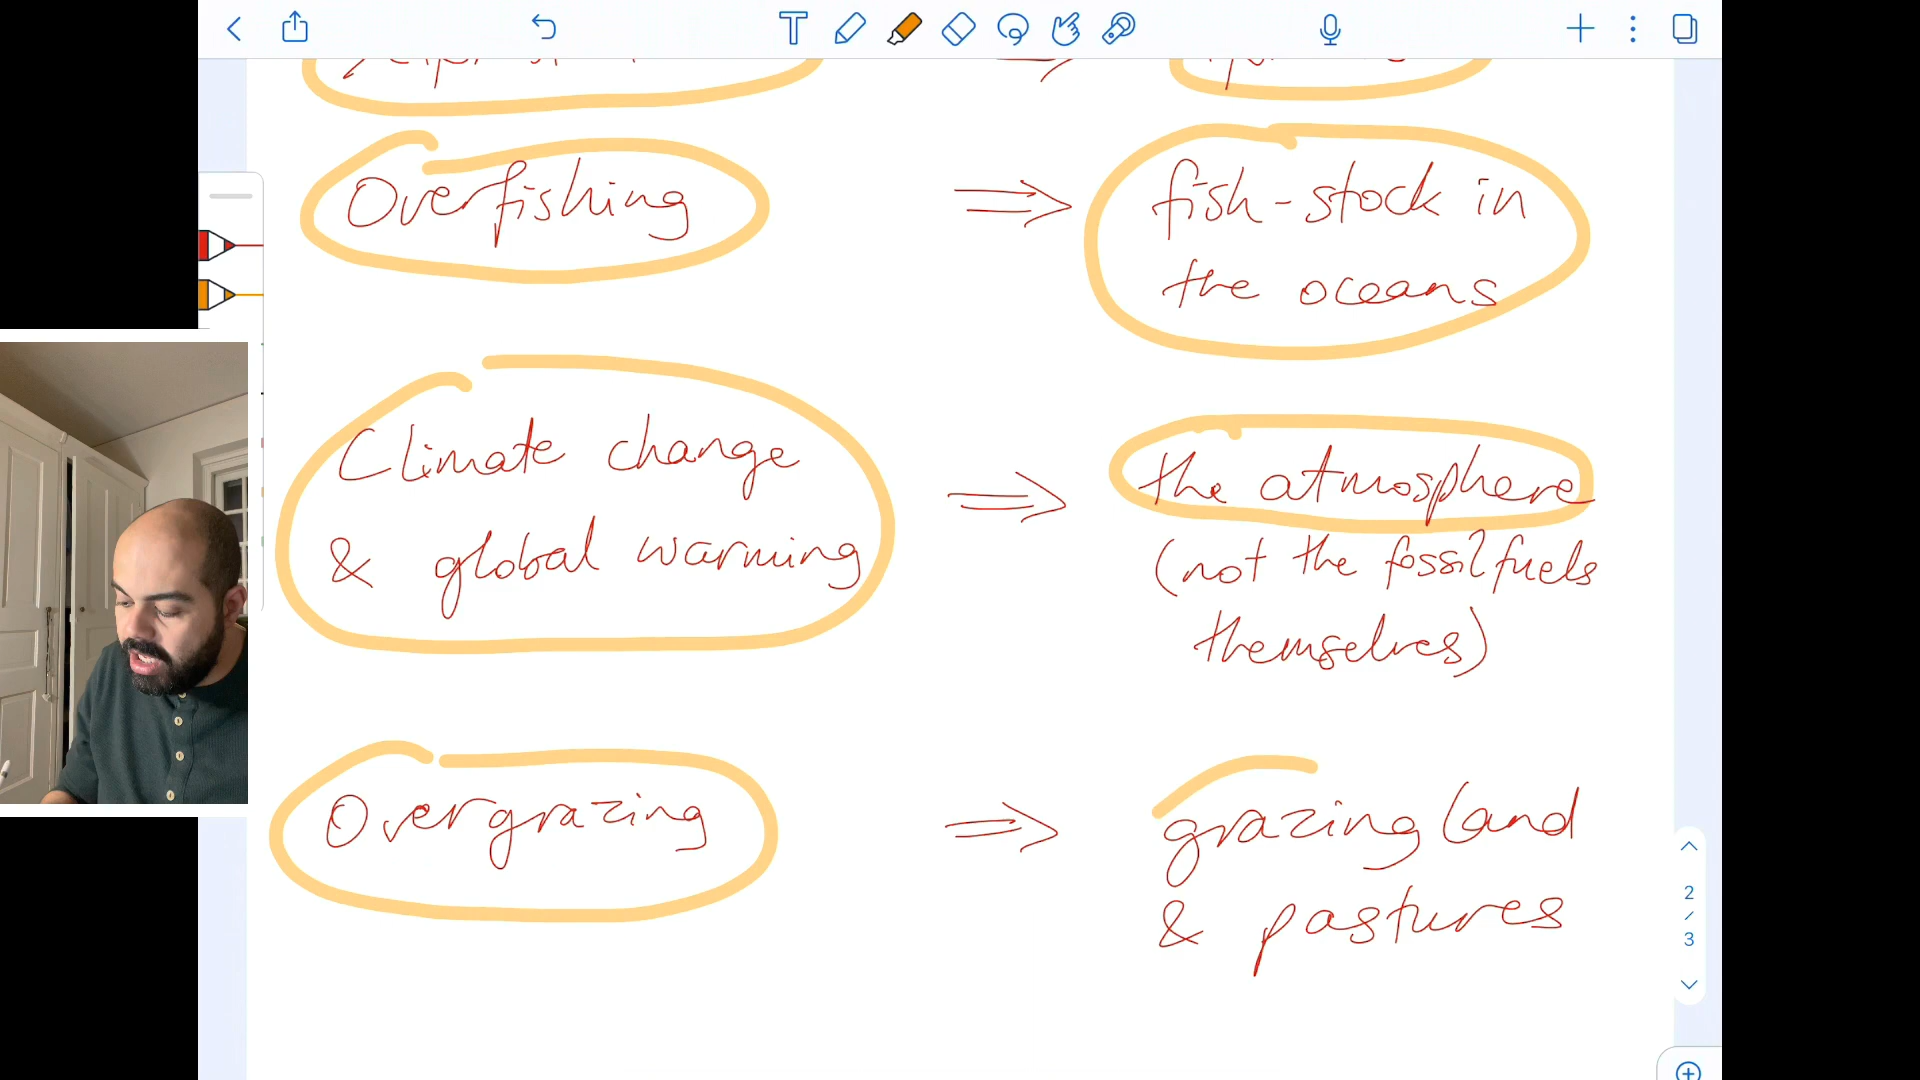 Overfishing ⇒ fish-stock in
the oceans
Climate change ⇒ the atmosphere
& global warming (not the fossil fuels
themselves)
Overgrazing ⇒ grazing land
& pastures
2
/
3